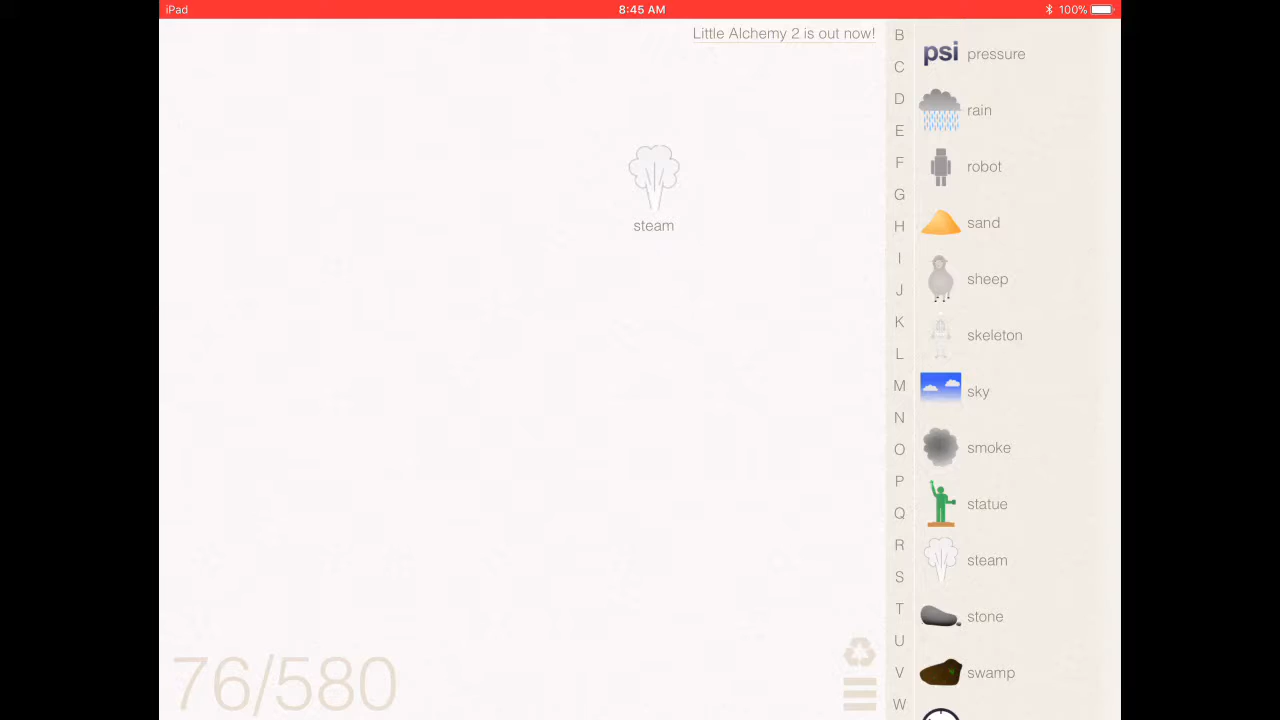 iPad
8:45 AM
100%
Little Alchemy 2 is out now!
steam
76/580
B
C
D
E
F
G
H
I
J
K
L
M
N
O
P
Q
R
S
T
U
V
W
psi pressure
rain
robot
sand
sheep
skeleton
sky
smoke
statue
steam
stone
swamp